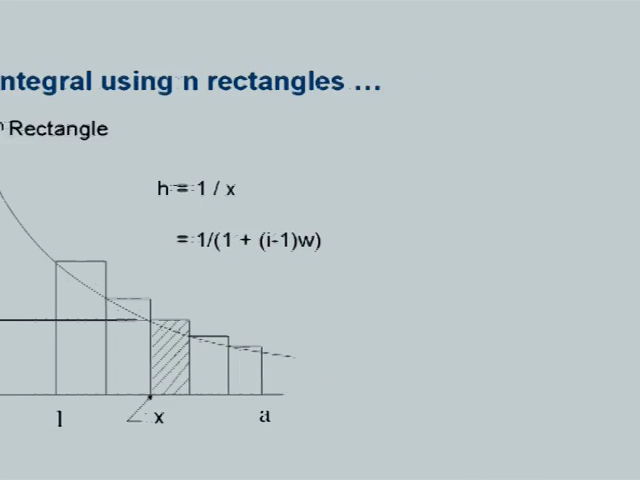 ntegral using n rectangles ...
Rectangle
h = 1 / x
= 1/(1 + (i-1)w)
1
x
a